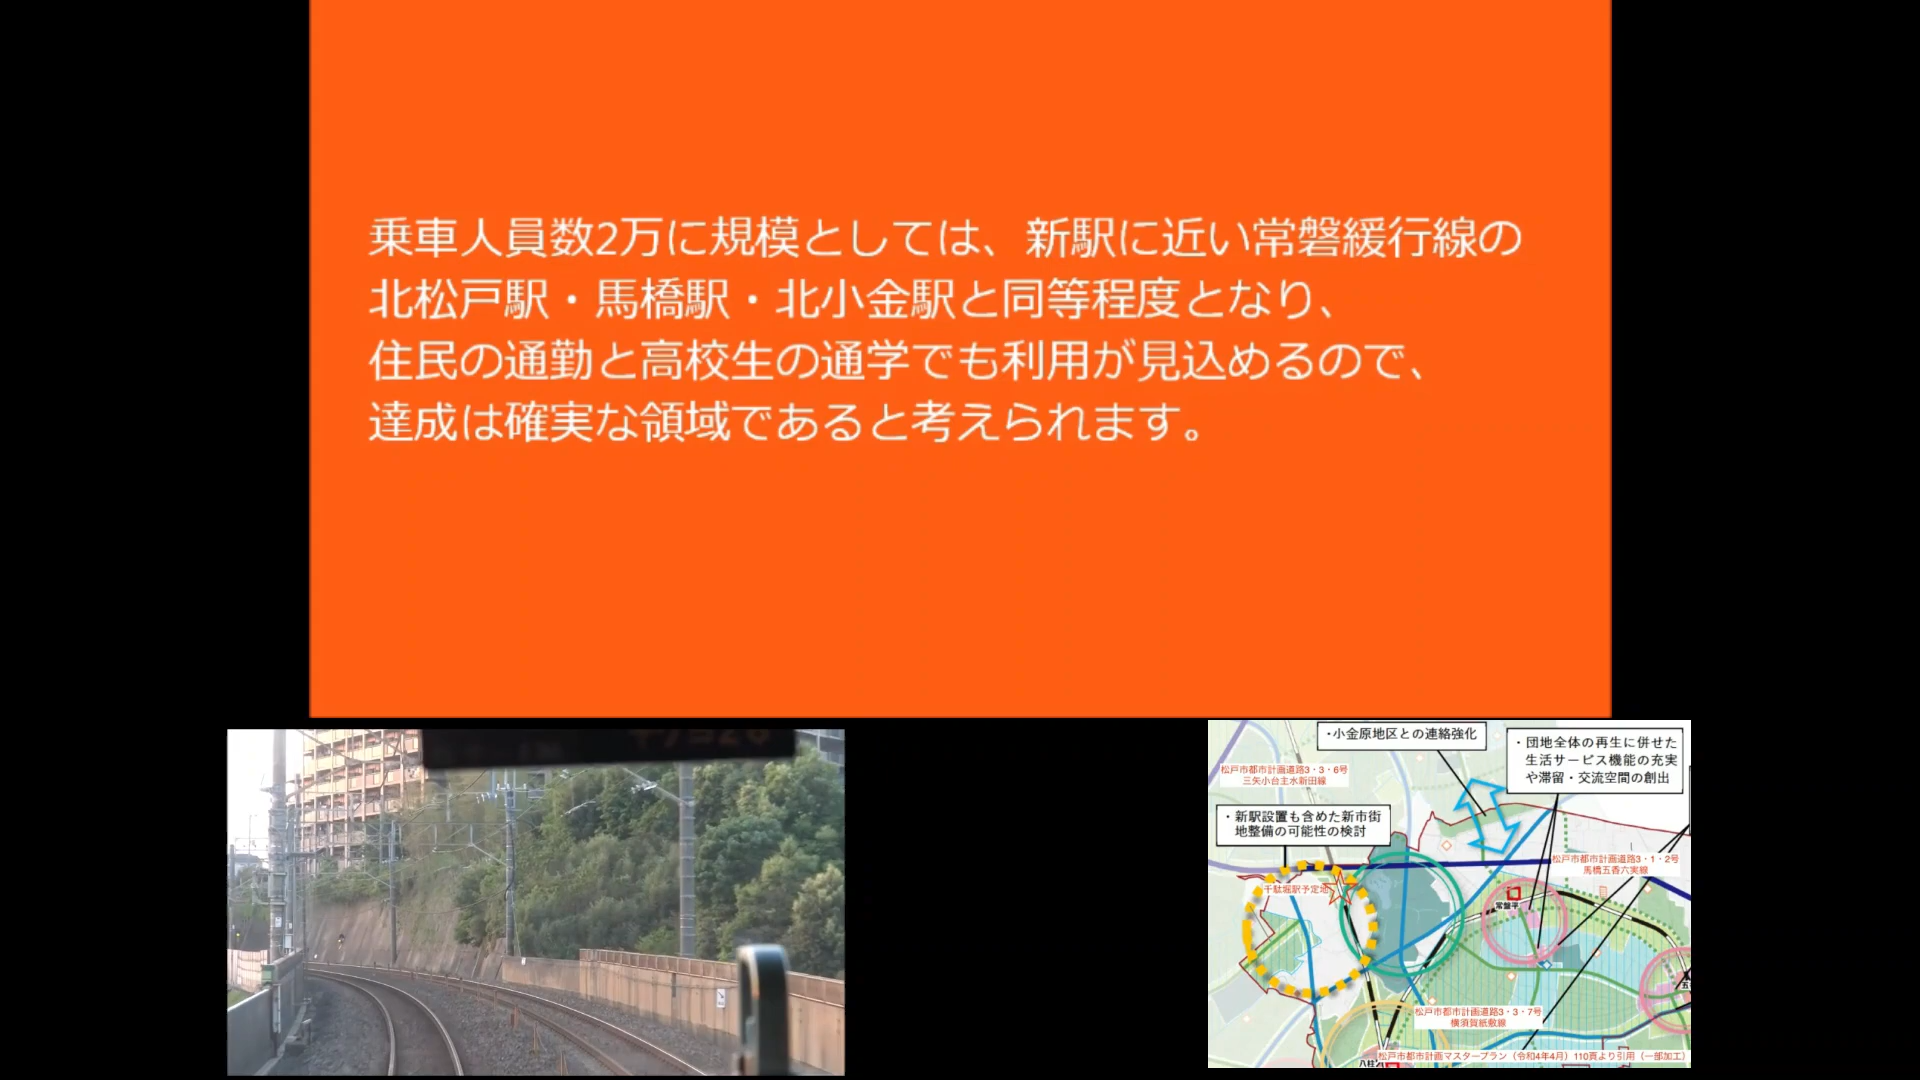 乗車人員数2万に規模としては、新駅に近い常磐緩行線の
北松戸駅・馬橋駅・北小金駅と同等程度となり、
住民の通勤と高校生の通学でも利用が見込めるので、
達成は確実な領域であると考えられます。
・小金原地区との連絡強化
・団地全体の再生に併せた
生活サービス機能の充実
や滞留・交流空間の創出
松戸市都市計画道路3・3・6号
三矢小台主水新田線
・新駅設置も含めた新市街
地整備の可能性の検討
松戸市都市計画道路3・1・2号
馬橋五香六実線
千駄堀駅予定地
常盤平
松戸市都市計画道路3・3・7号
横須賀紙敷線
松戸市都市計画マスタープラン（令和4年4月）110頁より引用（一部加工）
八柱